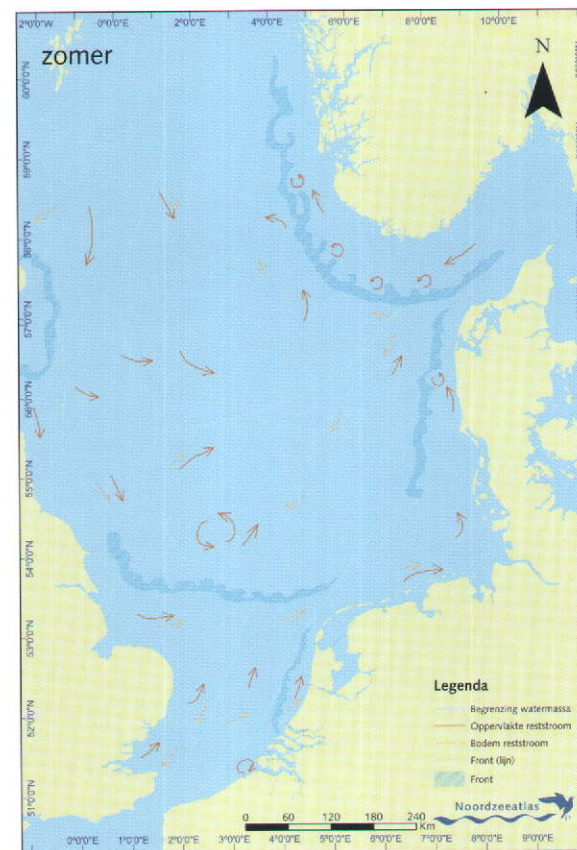 2°0'0"W 0°0'0"E 2°0'0"E 4°0'0"E 6°0'0"E 8°0'0"E 10°0'0"E
zomer
N
60°0'0"N
59°0'0"N
58°0'0"N
57°0'0"N
56°0'0"N
55°0'0"N
54°0'0"N
53°0'0"N
52°0'0"N
51°0'0"N
Legenda
Begrenzing watermassa
Oppervlakte reststroom
Bodem reststroom
Front (lijn)
Front
Noordzeeatlas
0 60 120 180 240
Km
0°0'0"E 1°0'0"E 2°0'0"E 3°0'0"E 4°0'0"E 5°0'0"E 6°0'0"E 7°0'0"E 8°0'0"E 9°0'0"E